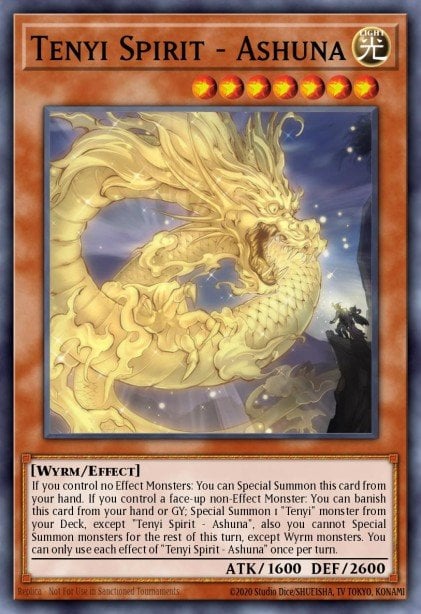 TENYI SPIRIT - ASHUNA
LIGHT
光
[WYRM/EFFECT]
If you control no Effect Monsters: You can Special Summon this card from
your hand. If you control a face-up non-Effect Monster: You can banish
this card from your hand or GY; Special Summon 1 "Tenyi" monster from
your Deck, except "Tenyi Spirit - Ashuna", also you cannot Special
Summon monsters for the rest of this turn, except Wyrm monsters. You
can only use each effect of "Tenyi Spirit - Ashuna" once per turn.
ATK/1600 DEF/2600
Replica - Not For Use in Sanctioned Tournaments
©2020 Studio Dice/SHUEISHA, TV TOKYO, KONAMI